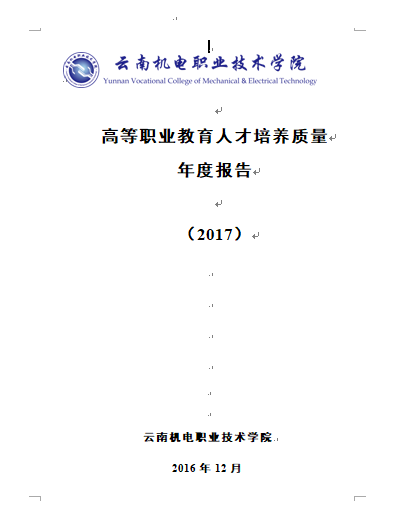 云南机电职业技术学院
Yunnan Vocational College of Mechanical & Electrical Technology
高等职业教育人才培养质量
年度报告
（2017）
云南机电职业技术学院
2016 年 12 月